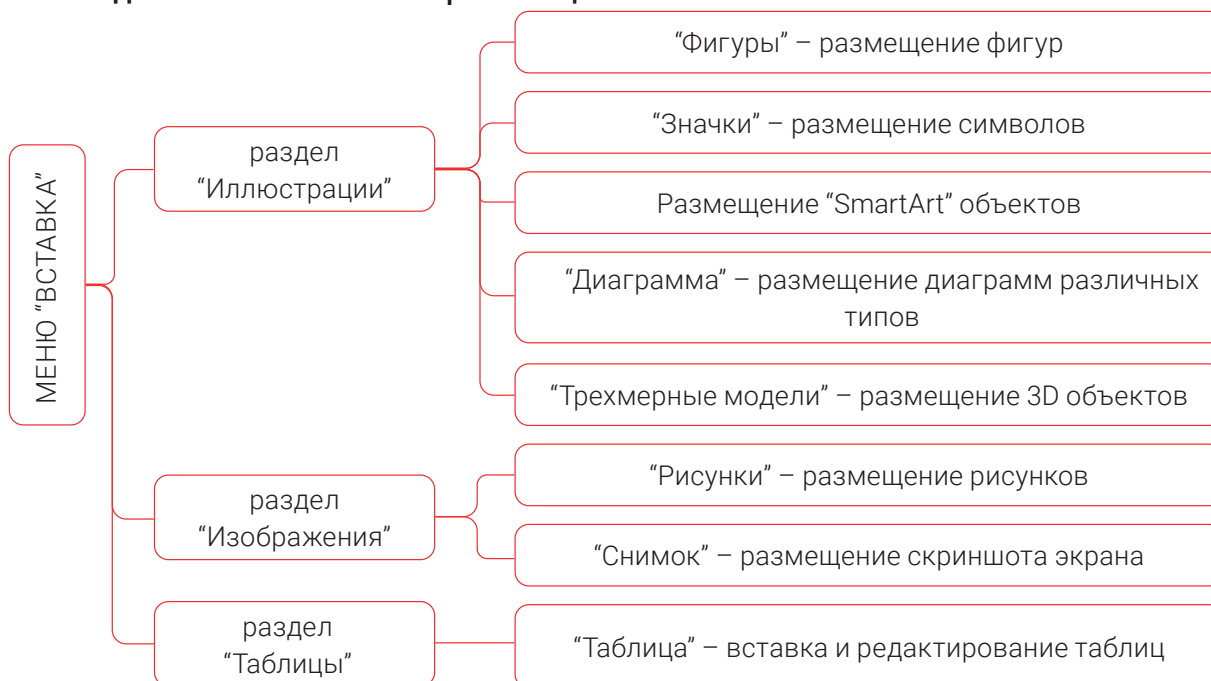 МЕНЮ “ВСТАВКА”
раздел
“Иллюстрации”
“Фигуры” – размещение фигур
“Значки” – размещение символов
Размещение “SmartArt” объектов
“Диаграмма” – размещение диаграмм различных
типов
“Трехмерные модели” – размещение 3D объектов
раздел
“Изображения”
“Рисунки” – размещение рисунков
“Снимок” – размещение скриншота экрана
раздел
“Таблицы”
“Таблица” – вставка и редактирование таблиц